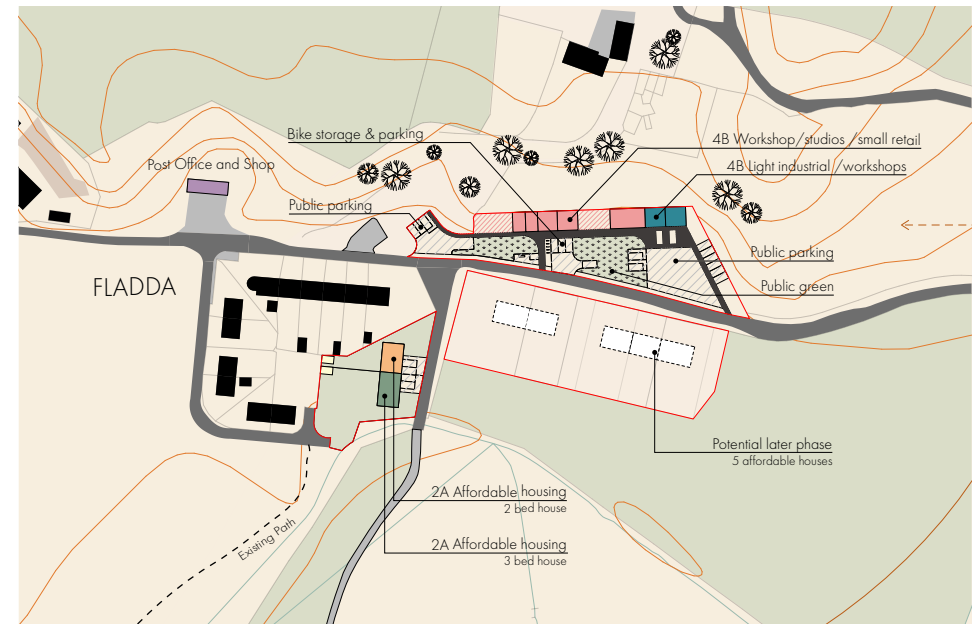 Bike storage & parking
4B Workshop/studios /small retail
Post Office and Shop
4B Light industrial /workshops
Public parking
Public parking
FLADDA
Public green
Potential later phase
5 affordable houses
2A Affordable housing
2 bed house
Existing Path
2A Affordable housing
3 bed house